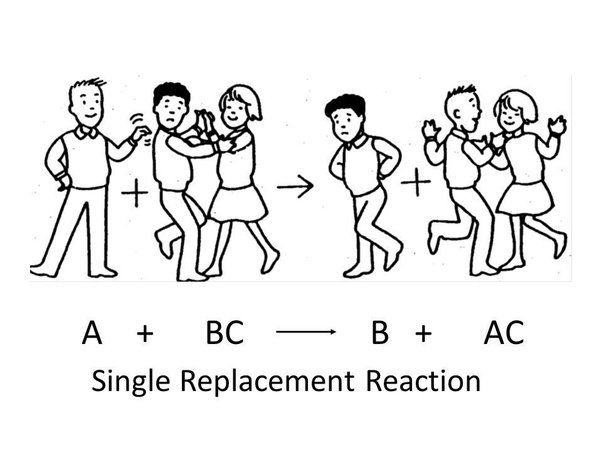 + → +
A + BC ⟶ B + AC
Single Replacement Reaction